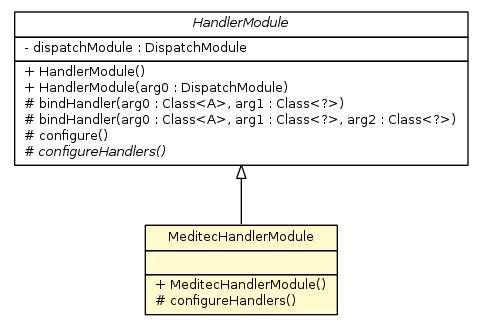 HandlerModule
- dispatchModule : DispatchModule
+ HandlerModule()
+ HandlerModule(arg0 : DispatchModule)
# bindHandler(arg0 : Class<A>, arg1 : Class<?>)
# bindHandler(arg0 : Class<A>, arg1 : Class<?>, arg2 : Class<?>)
# configure()
# configureHandlers()
MeditecHandlerModule
+ MeditecHandlerModule()
# configureHandlers()